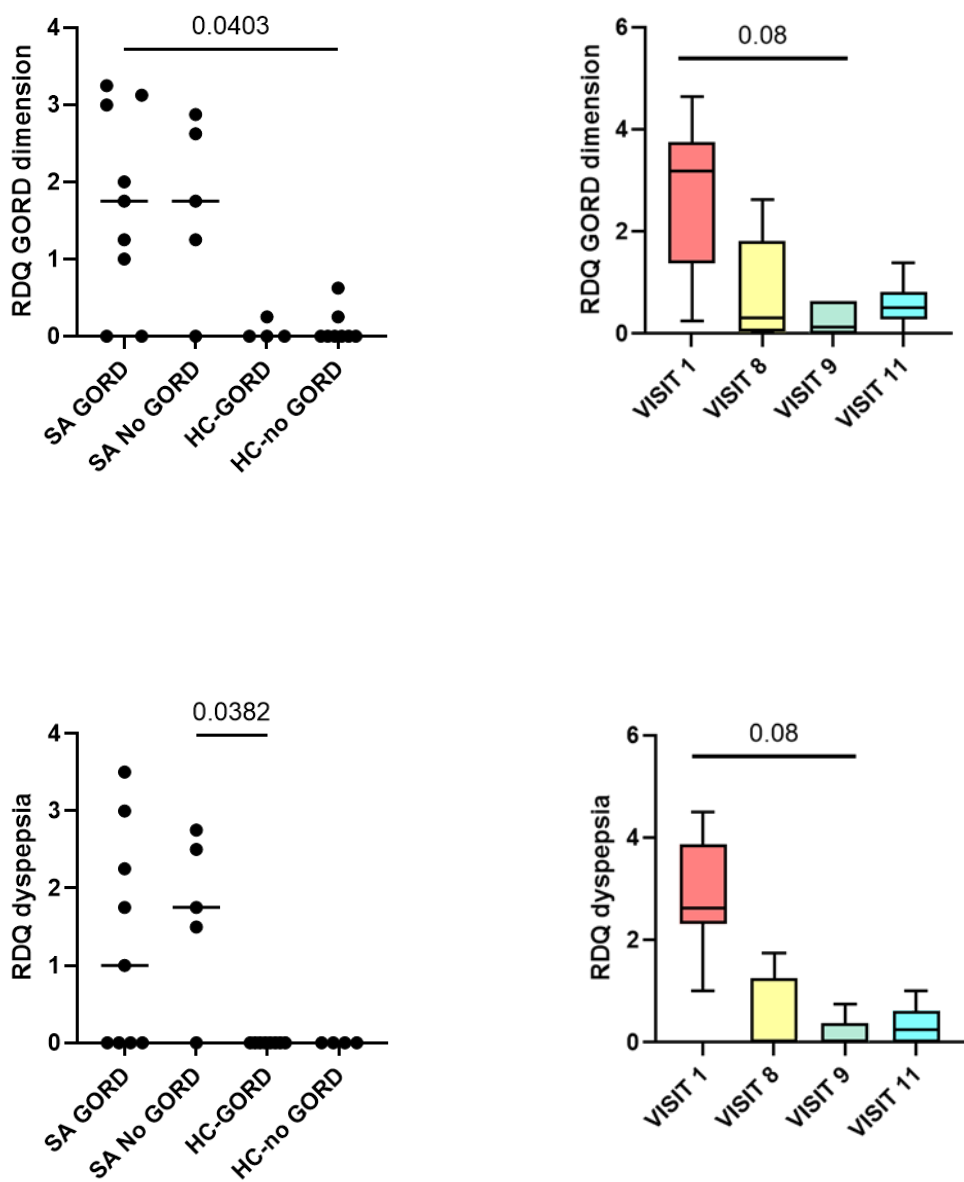 RDQ GORD dimension
4
3
2
1
0
0.0403
SA GORD
SA No GORD
HC-GORD
HC-no GORD
RDQ GORD dimension
6
4
2
0
0.08
VISIT 1
VISIT 8
VISIT 9
VISIT 11
RDQ dyspepsia
4
3
2
1
0
0.0382
SA GORD
SA No GORD
HC-GORD
HC-no GORD
RDQ dyspepsia
6
4
2
0
0.08
VISIT 1
VISIT 8
VISIT 9
VISIT 11